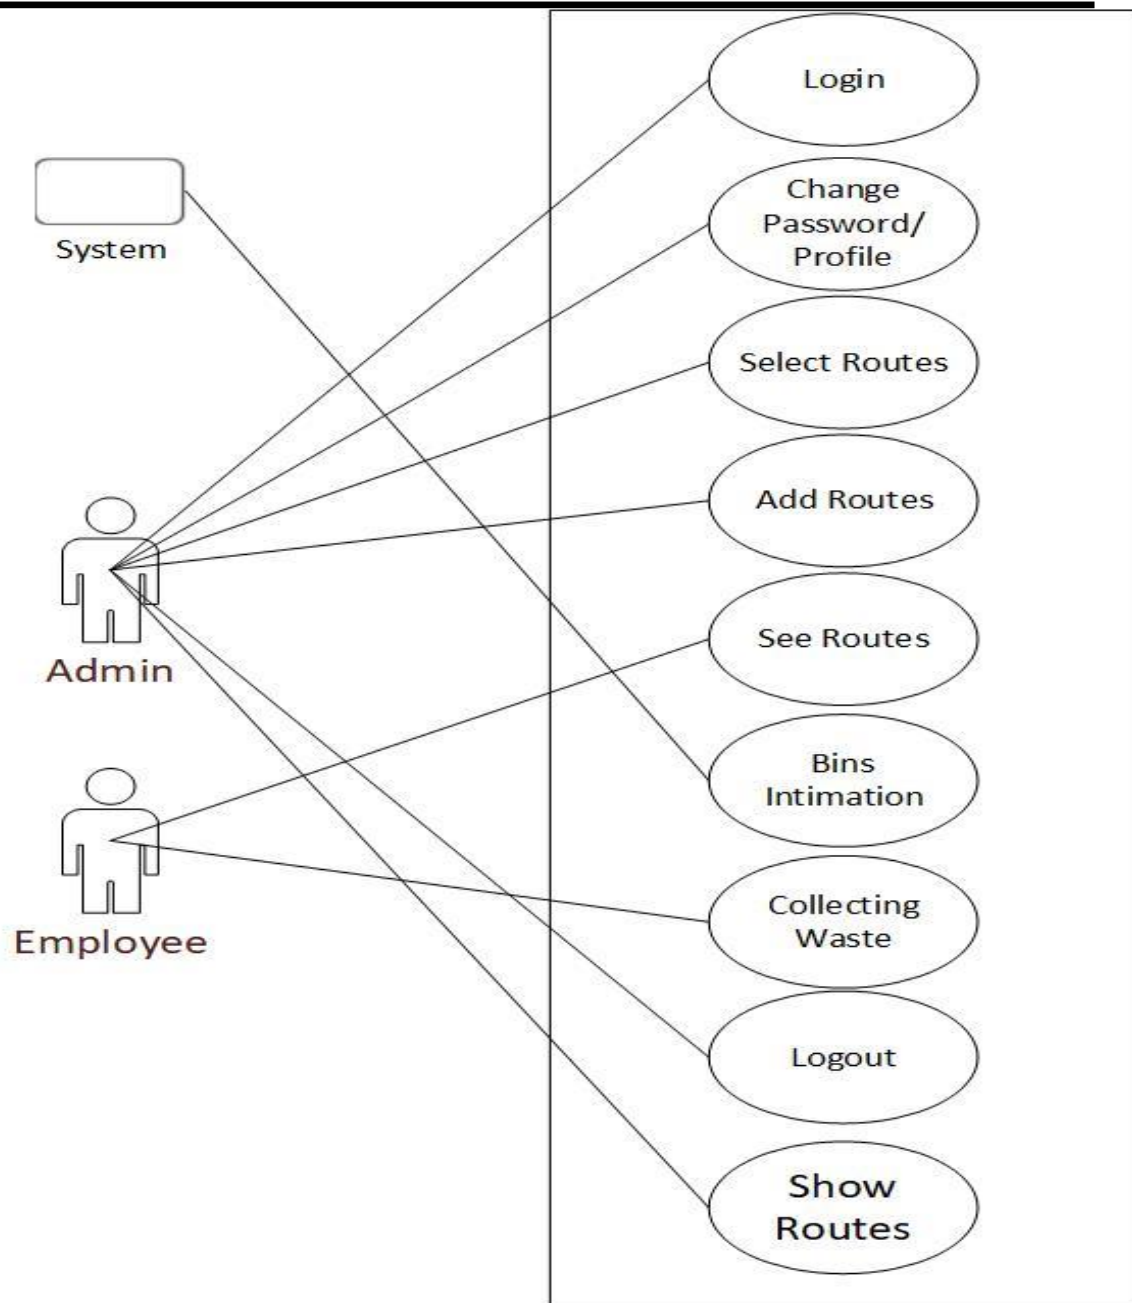 Login
Change
Password/
Profile
System
Select Routes
Add Routes
See Routes
Admin
Bins
Intimation
Collecting
Waste
Employee
Logout
Show
Routes